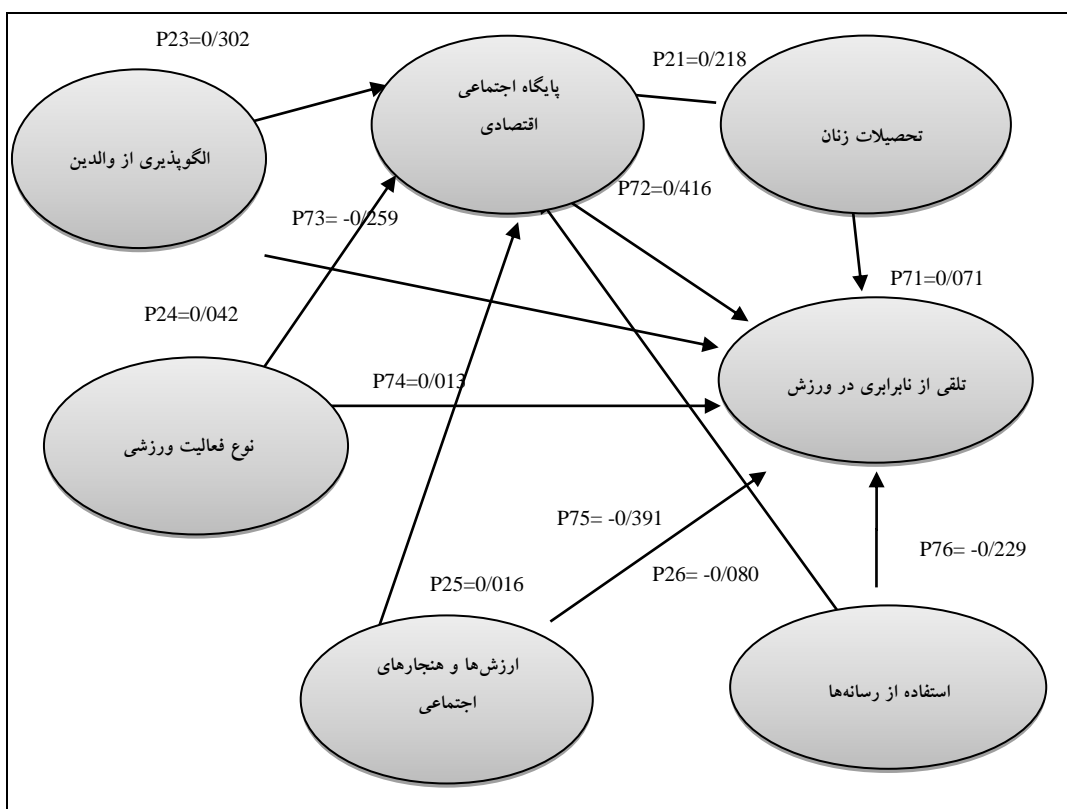 P23=0/302
P21=0/218
پایگاه اجتماعی
اقتصادی
تحصیلات زنان
الگوپذیری از والدین
P72=0/416
P73= -0/259
P71=0/071
P24=0/042
P74=0/013
تلقی از نابرابری در ورزش
نوع فعالیت ورزشی
P75= -0/391
P76= -0/229
P26= -0/080
P25=0/016
ارزش‌ها و هنجارهای
اجتماعی
استفاده از رسانه‌ها